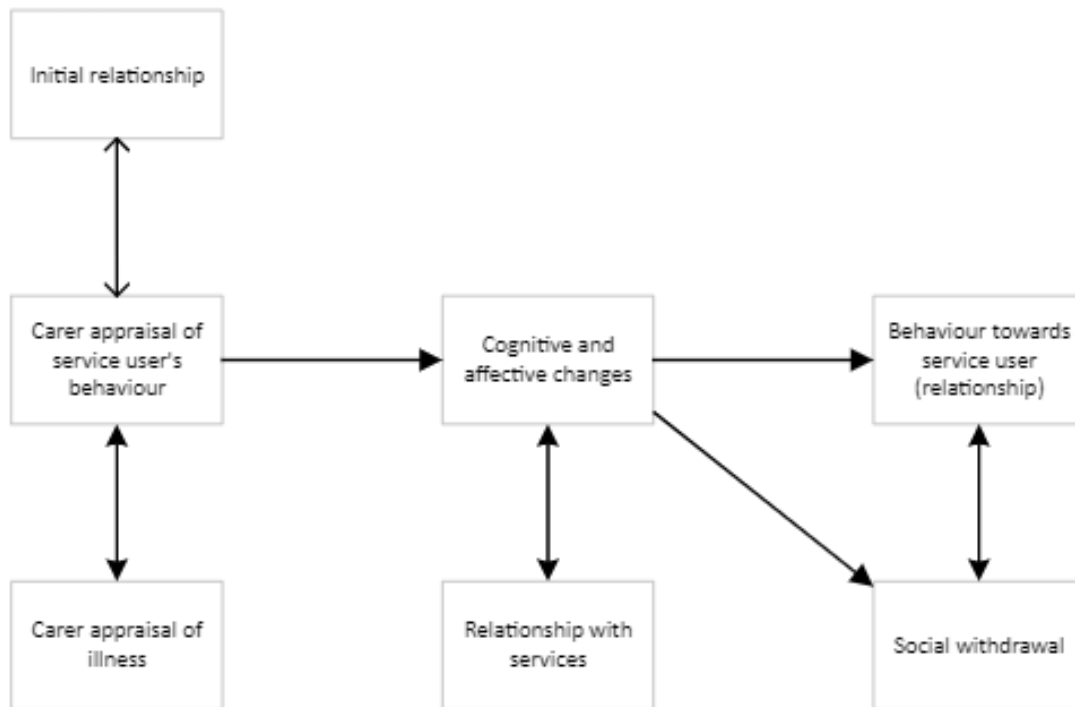 Initial relationship
Carer appraisal of
service user's
behaviour
Cognitive and
affective changes
Behaviour towards
service user
(relationship)
Carer appraisal of
illness
Relationship with
services
Social withdrawal